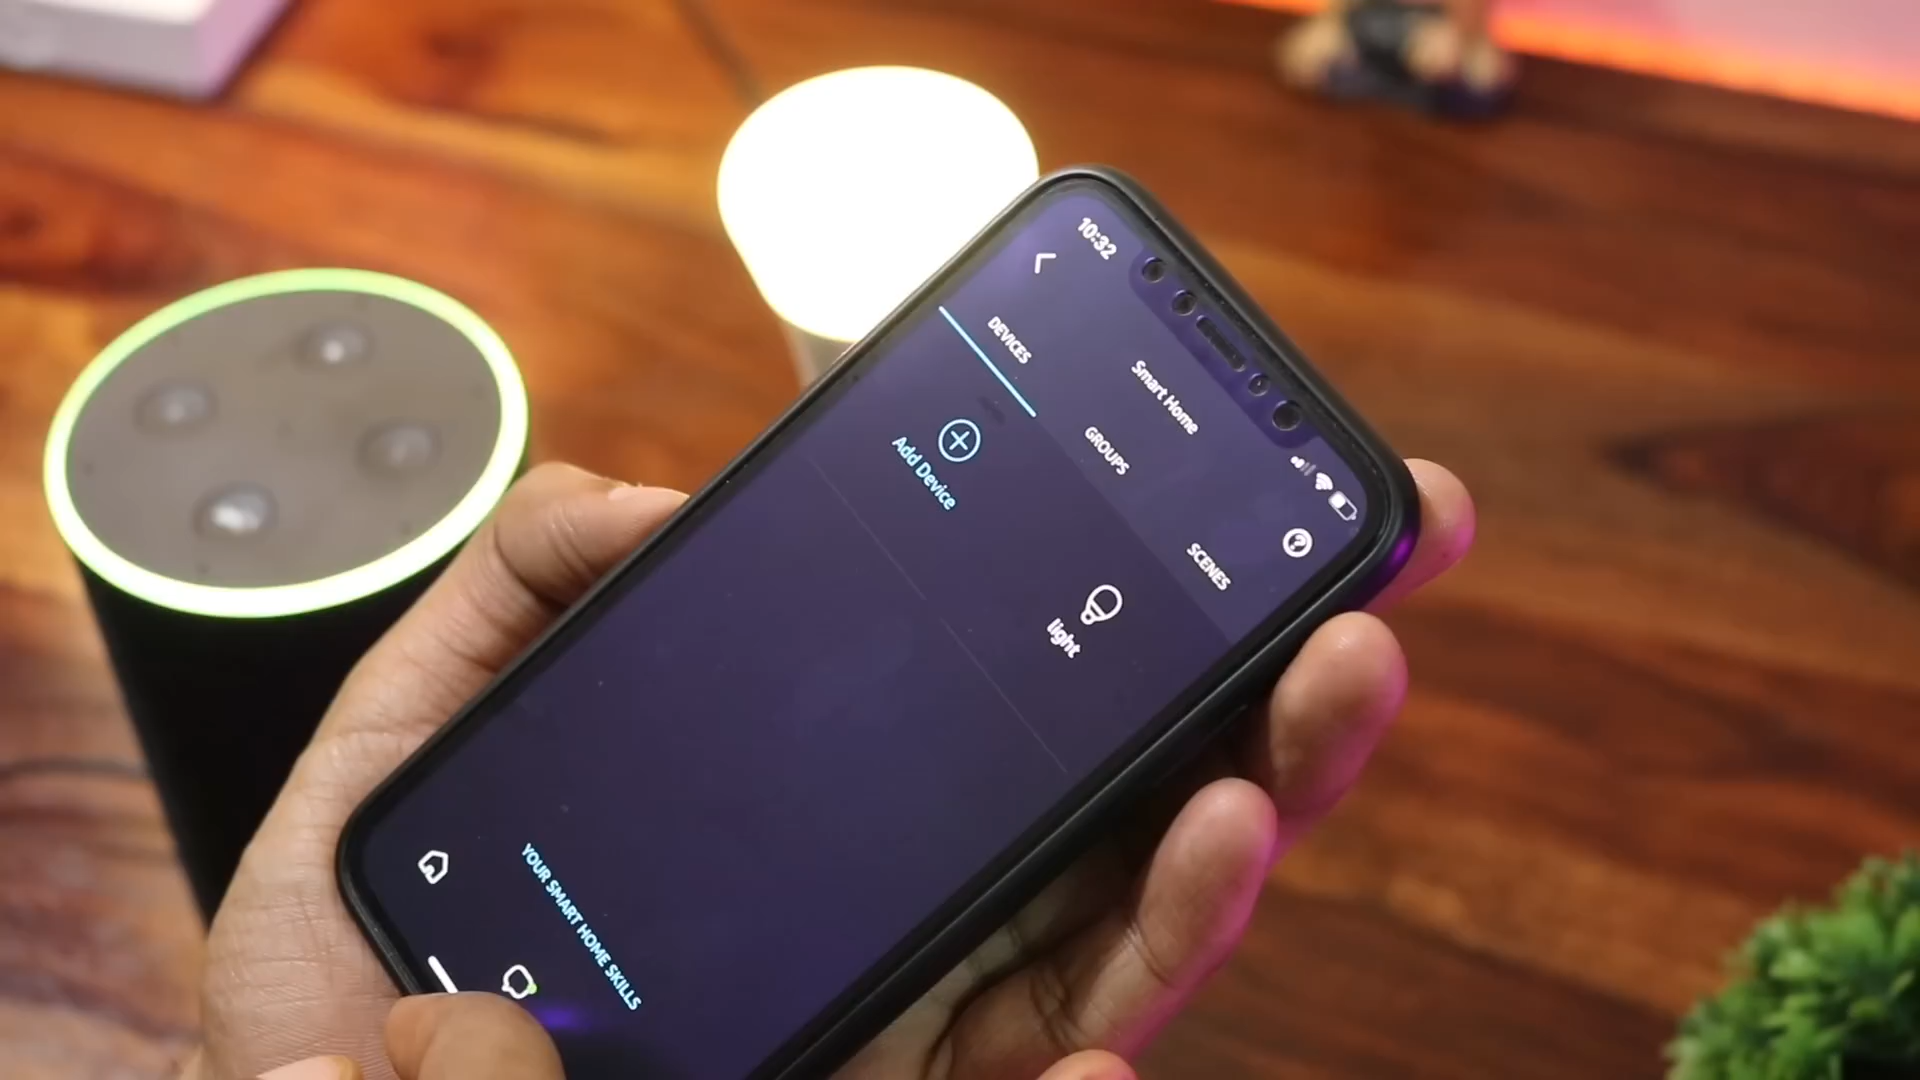 10:32
Smart Home
DEVICES
GROUPS
SCENES
Add Device
light
YOUR SMART HOME SKILLS